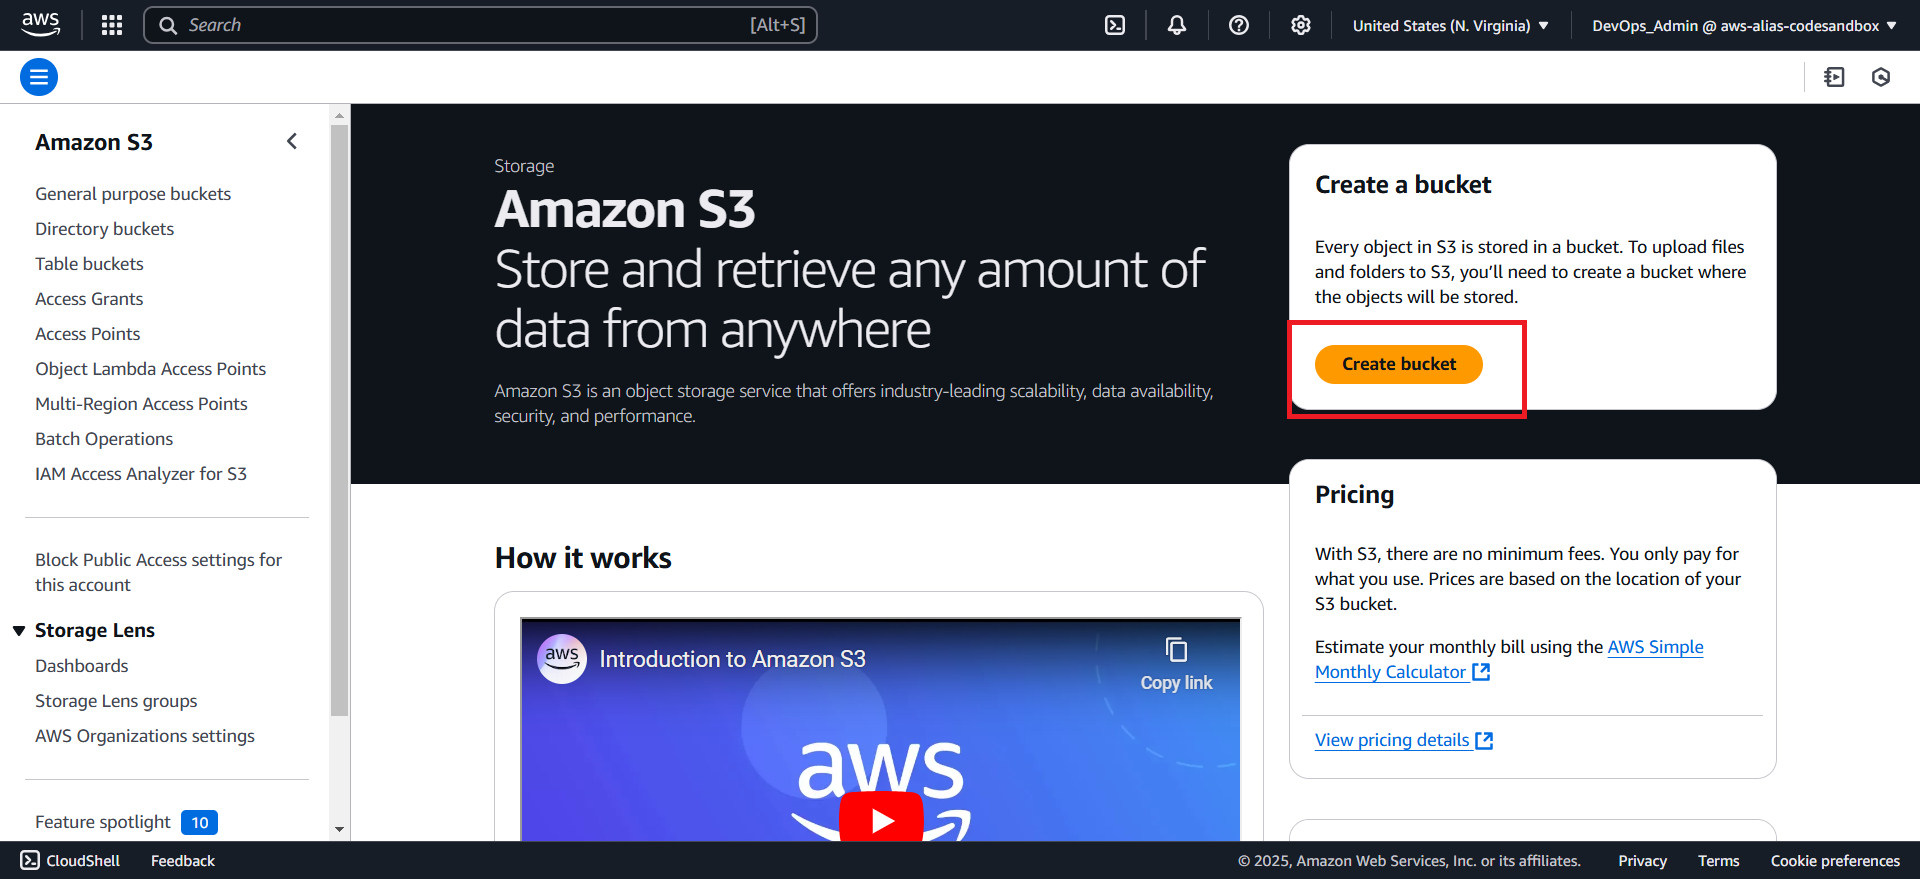 aws
Search [Alt+S]
United States (N. Virginia)
DevOps_Admin @ aws-alias-codesandbox
Amazon S3
General purpose buckets
Directory buckets
Table buckets
Access Grants
Access Points
Object Lambda Access Points
Multi-Region Access Points
Batch Operations
IAM Access Analyzer for S3
Block Public Access settings for
this account
Storage Lens
Dashboards
Storage Lens groups
AWS Organizations settings
Feature spotlight 10
Storage
Amazon S3
Store and retrieve any amount of
data from anywhere
Amazon S3 is an object storage service that offers industry-leading scalability, data availability,
security, and performance.
How it works
aws
Introduction to Amazon S3
Copy link
aws
Create a bucket
Every object in S3 is stored in a bucket. To upload files
and folders to S3, you’ll need to create a bucket where
the objects will be stored.
Create bucket
Pricing
With S3, there are no minimum fees. You only pay for
what you use. Prices are based on the location of your
S3 bucket.
Estimate your monthly bill using the AWS Simple
Monthly Calculator
View pricing details
CloudShell
Feedback
© 2025, Amazon Web Services, Inc. or its affiliates.
Privacy
Terms
Cookie preferences